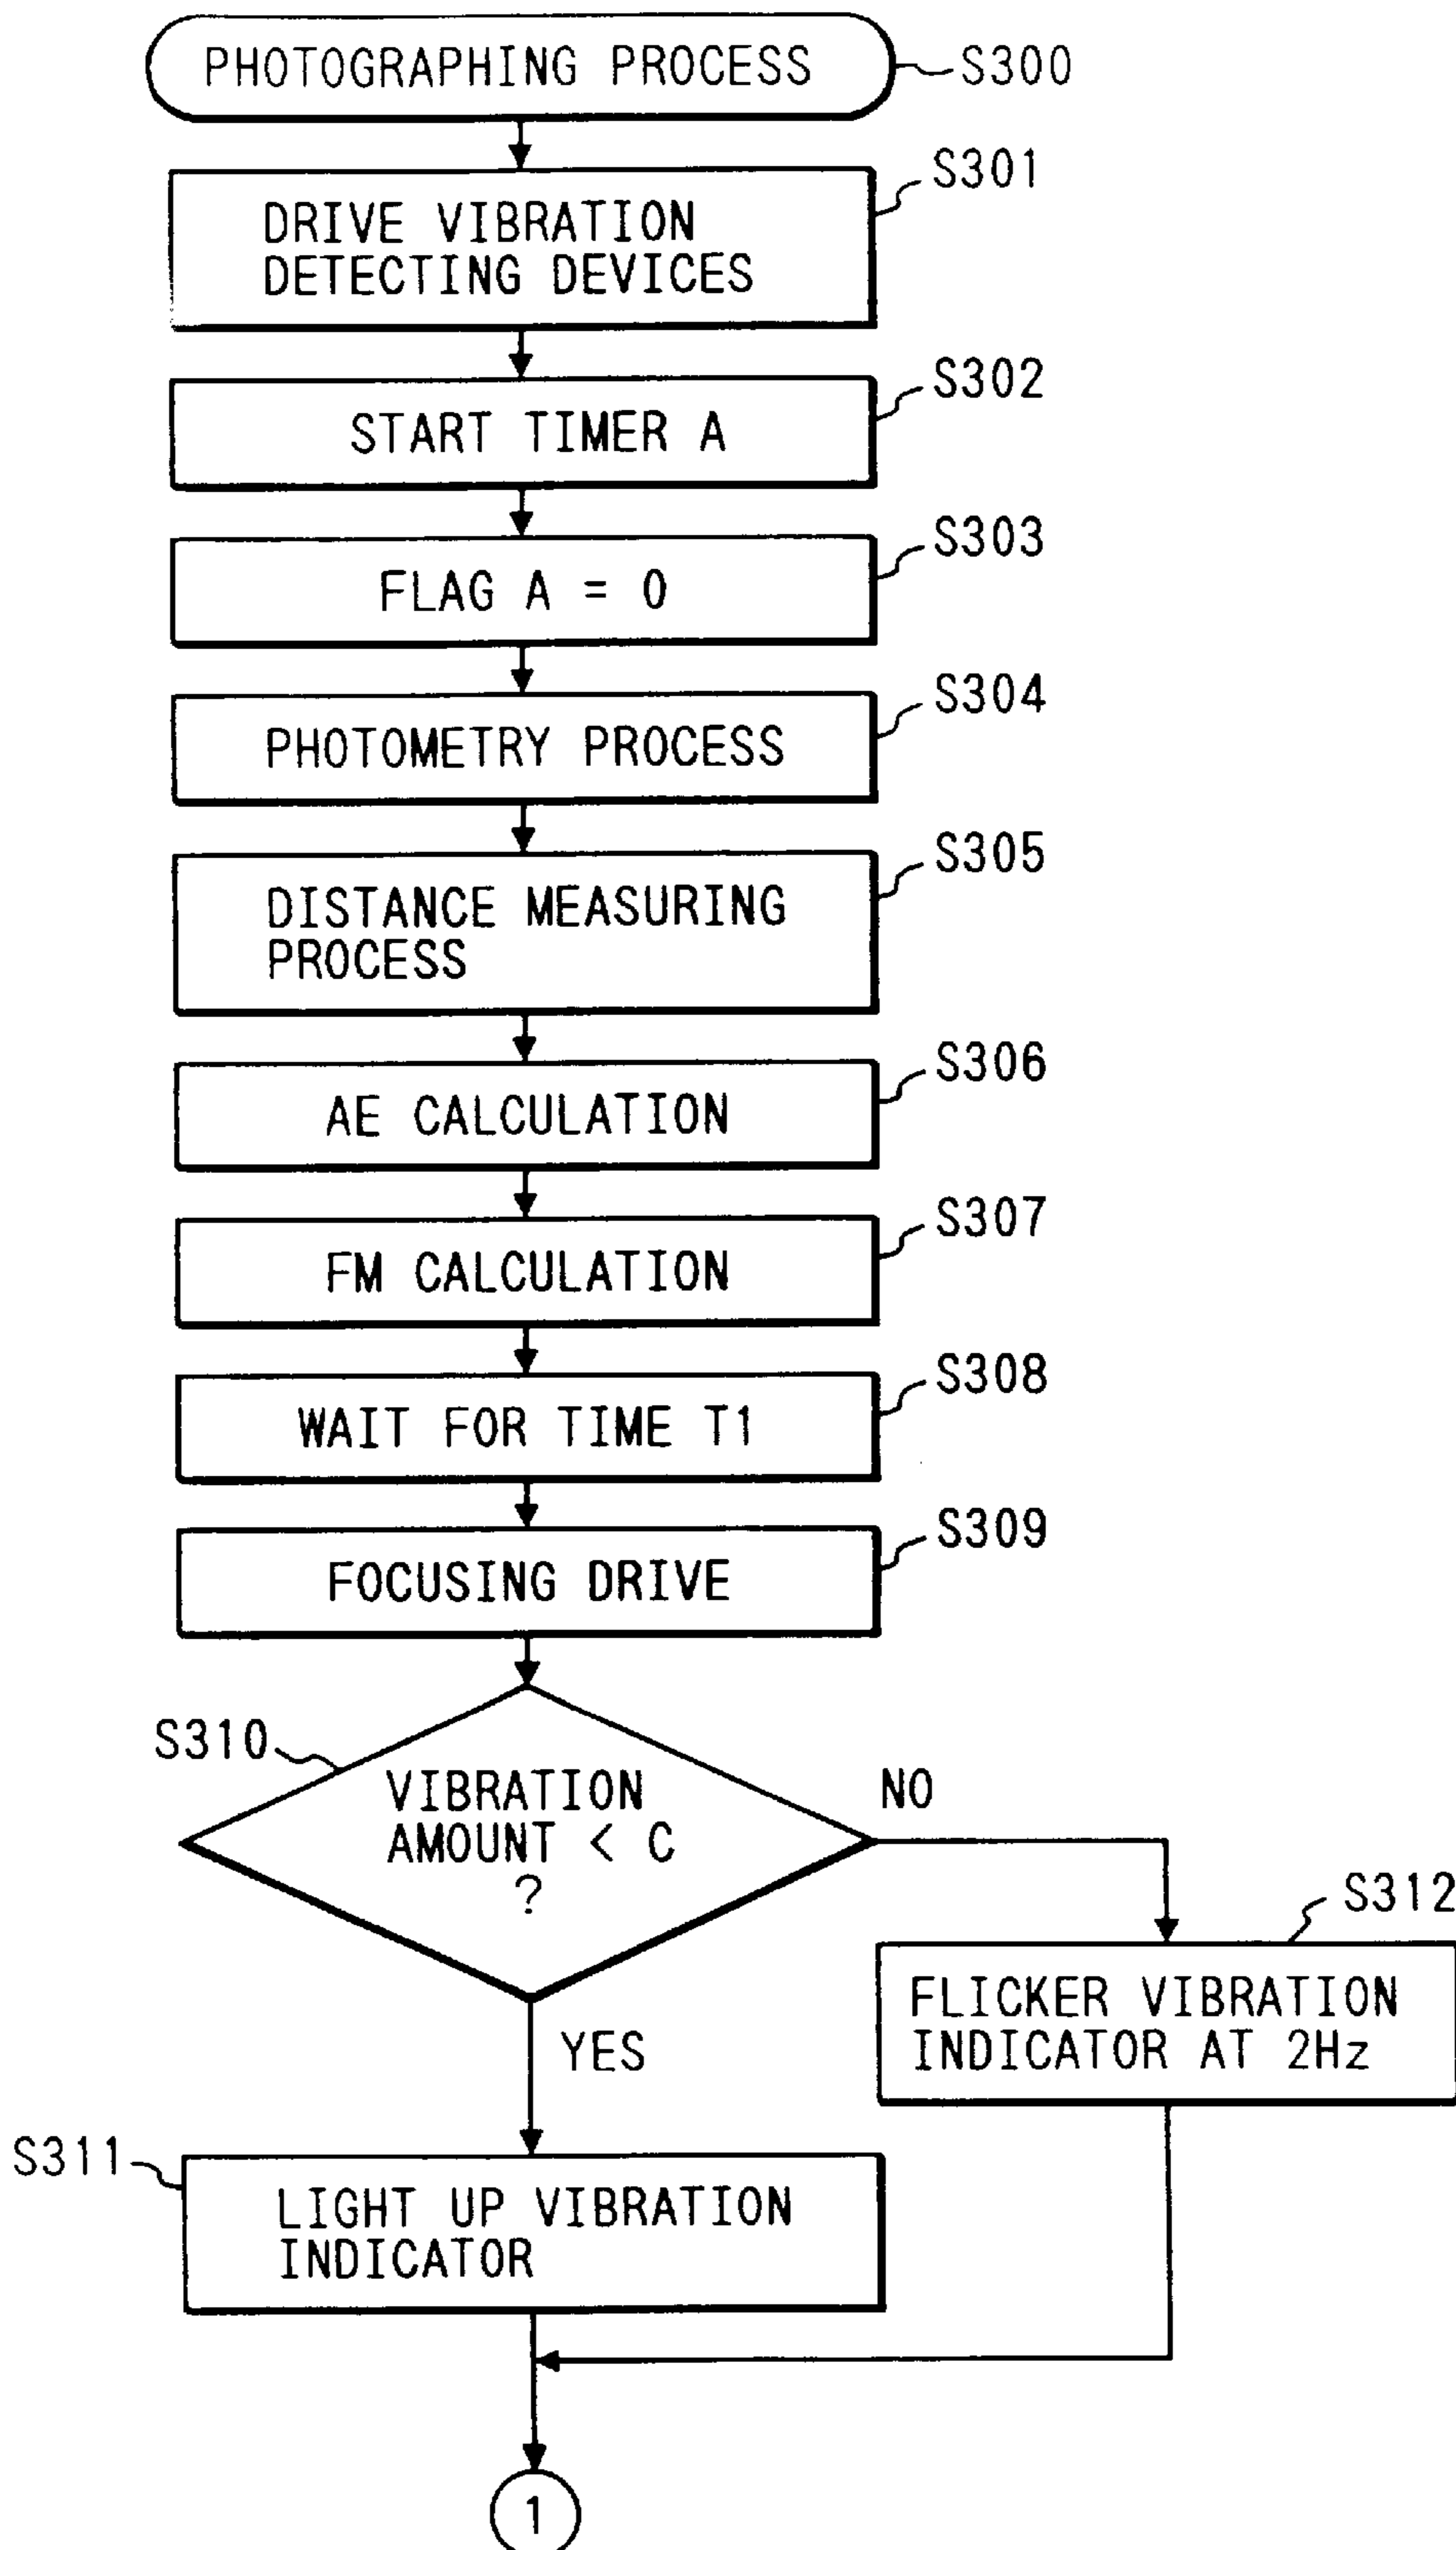 PHOTOGRAPHING PROCESS
S300
S301
DRIVE VIBRATION
DETECTING DEVICES
S302
START TIMER A
S303
FLAG A = 0
S304
PHOTOMETRY PROCESS
S305
DISTANCE MEASURING
PROCESS
S306
AE CALCULATION
S307
FM CALCULATION
S308
WAIT FOR TIME T1
S309
FOCUSING DRIVE
S310
VIBRATION
AMOUNT < C
?
NO
S312
FLICKER VIBRATION
INDICATOR AT 2Hz
YES
S311
LIGHT UP VIBRATION
INDICATOR
1